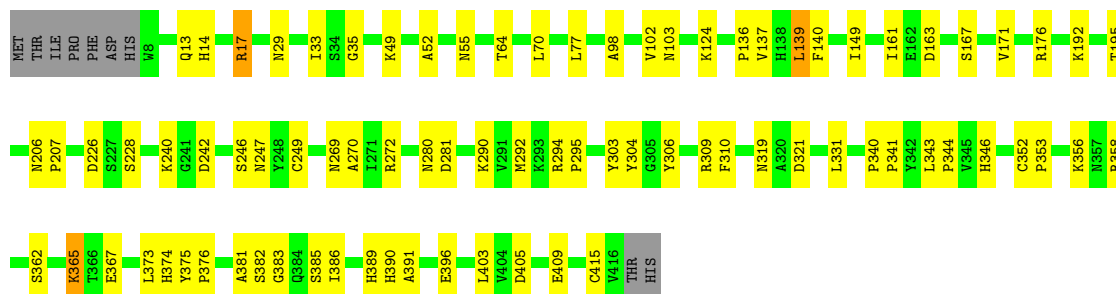 MET THR ILE PRO PHE ASP HIS W8 Q13 H14 R17 N29 I33 S34 G35 K49 A52 N55 T64 L70 L77 A98 V102 N103 K124 P136 V137 H138 L139 F140 I149 I161 E162 D163 S167 V171 R176 K192 T195
N206 P207 D226 S227 S228 K240 G241 D242 S246 N247 Y248 C249 N269 A270 I271 R272 N280 D281 K290 V291 M292 K293 R294 P295 Y303 Y304 G305 Y306 R309 F310 N319 A320 D321 L331 P340 P341 Y342 L343 P344 V345 H346 C352 P353 K356 N357
S362 K365 T366 E367 L373 H374 Y375 P376 A381 S382 G383 Q384 S385 I386 H389 H390 A391 E396 L403 V404 D405 E409 C415 V416 THR HIS